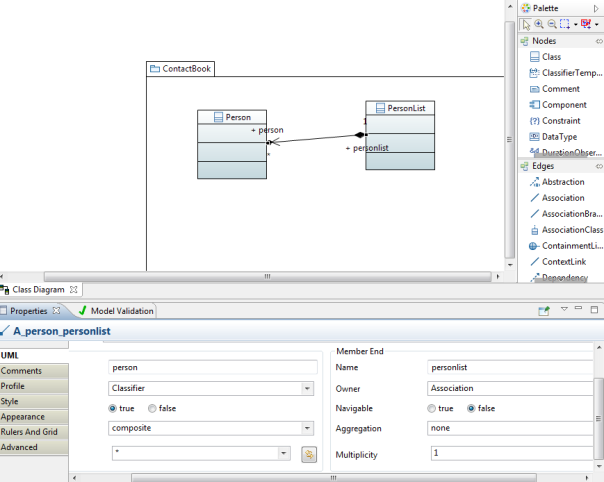 Palette
Nodes
Class
ClassifierTemp...
Comment
Component
Constraint
DataType
DurationObser...
Edges
Abstraction
Association
AssociationBra...
AssociationClass
ContainmentLi...
ContextLink
Dependency
ContactBook
Person
PersonList
1
+ person
*
+ personlist
Class Diagram
Properties
Model Validation
A_person_personlist
UML
Comments
Profile
Style
Appearance
Rulers And Grid
Advanced
person
Classifier
true false
composite
*
Member End
Name personlist
Owner Association
Navigable true false
Aggregation none
Multiplicity 1